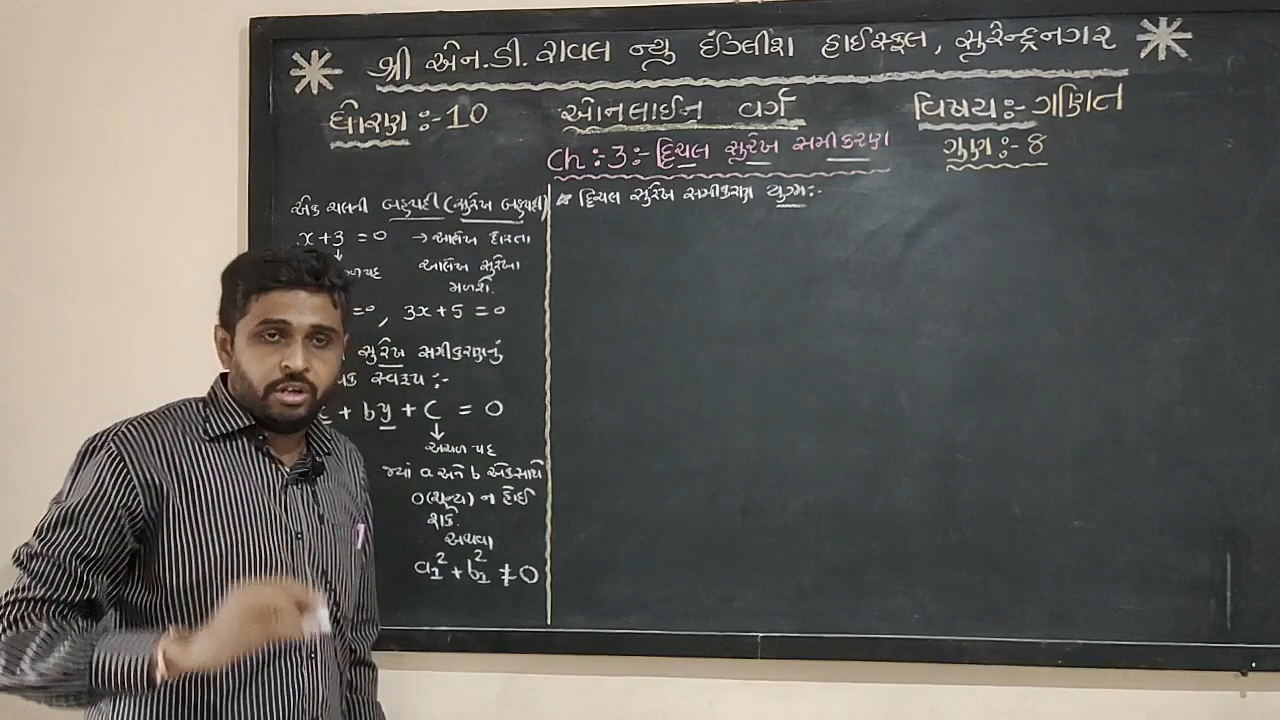 શ્રી એન.ડી. રાવલ ન્યુ ઇંગ્લીશ હાઈસ્કૂલ, સુરેન્દ્રનગર
ધોરણ :- 10
ઓનલાઈન વર્ગ
વિષય :- ગણિત
Ch : 3 :- દ્વિચલ સુરેખ સમીકરણ
ગુણ :- 8
એક ચલની બહુપદી (સુરેખ બહુપદી)
x + 3 = 0 → આલેખ દોરતા
આલેખ સુરેખા
મળશે.
=0, 3x + 5 = 0
સુરેખ સમીકરણનું
સ્વરૂપ :-
+ by + c = 0
↓
અચળ પદ
જ્યાં a અને b એકસાથે
0 (શૂન્ય) ન હોઈ
શકે.
અથવા
a₁² + b₁² ≠ 0
દ્વિચલ સુરેખ સમીકરણ યુગ્મ :-